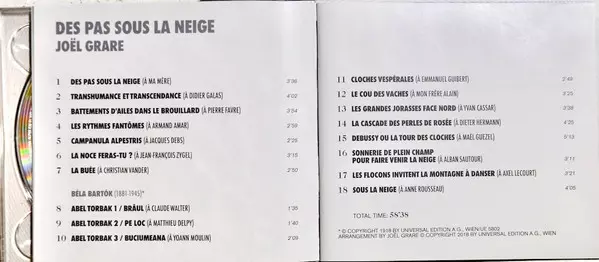 DES PAS SOUS LA NEIGE
JOËL GRARE
1 DES PAS SOUS LA NEIGE (À MA MÈRE) 3'36
2 TRANSHUMANCE ET TRANSCENDANCE (À DIDIER GALAS) 4'02
3 BATTEMENTS D'AILES DANS LE BROUILLARD (À PIERRE FAVRE) 3'54
4 LES RYTHMES FANTÔMES (À ARMAND AMAR) 2'59
5 CAMPANULA ALPESTRIS (À JACQUES DEBS) 2'25
6 LA NOCE FERAS-TU ? (À JEAN-FRANÇOIS ZYGEL) 3'15
7 LA BUÉE (À CHRISTIAN VANDER) 2'50
BÉLA BARTÓK (1881-1945)*
8 ABEL TORBAK 1 / BRÂUL (À CLAUDE WALTER) 1'35
9 ABEL TORBAK 2 / PE LOC (À MATTHIEU DELPY) 1'40
10 ABEL TORBAK 3 / BUCIUMEANA (À YOANN MOULIN) 2'09
11 CLOCHES VESPÉRALES (À EMMANUEL GUIBERT) 2'49
12 LE COU DES VACHES (À MON FRÈRE ALAIN)
13 LES GRANDES JORASSES FACE NORD (À YVAN CASSAR) 3'38
14 LA CASCADE DES PERLES DE ROSÉE (À DIETER HERMANN) 4'25
15 DEBUSSY OU LA TOUR DES CLOCHES (À MAËL GUEZEL)
16 SONNERIE DE PLEIN CHAMP
POUR FAIRE VENIR LA NEIGE (À ALBAN SAUTOUR)
17 LES FLOCONS INVITENT LA MONTAGNE À DANSER (À AXEL LECOURT) 3'21
18 SOUS LA NEIGE (À ANNE ROUSSEAU) 4'05
TOTAL TIME: 58'38
* © COPYRIGHT 1918 BY UNIVERSAL EDITION A.G., WIEN/UE 5802
ARRANGEMENT BY JOËL GRARE © COPYRIGHT 2018 BY UNIVERSAL EDITION A.G., WIEN